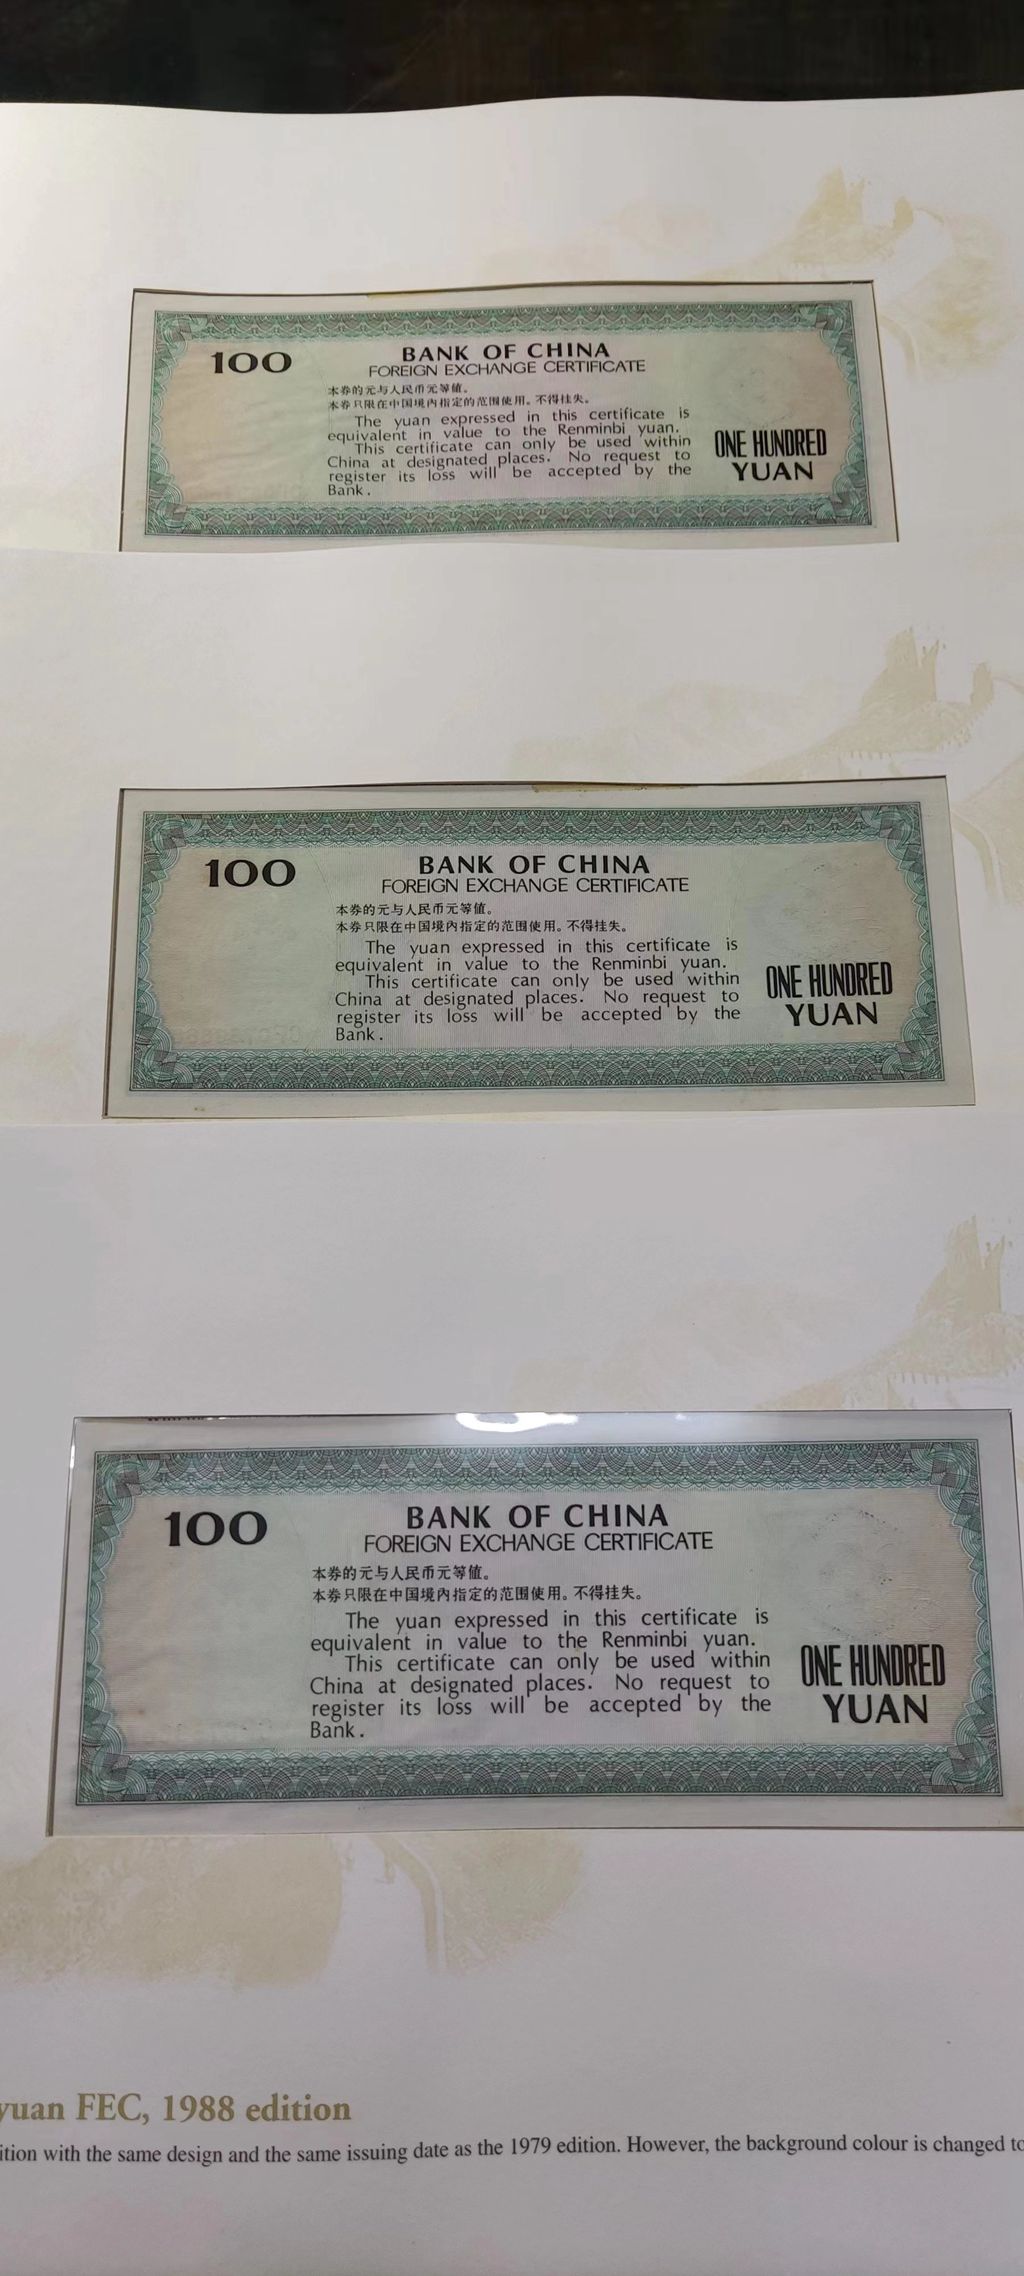 100
BANK OF CHINA
FOREIGN EXCHANGE CERTIFICATE
本券的元与人民币元等值。
本券只限在中国境内指定的范围使用。不得挂失。
The yuan expressed in this certificate is
equivalent in value to the Renminbi yuan.
This certificate can only be used within
China at designated places. No request to
register its loss will be accepted by the
Bank.
ONE HUNDRED
YUAN
100
BANK OF CHINA
FOREIGN EXCHANGE CERTIFICATE
本券的元与人民币元等值。
本券只限在中国境内指定的范围使用。不得挂失。
The yuan expressed in this certificate is
equivalent in value to the Renminbi yuan.
This certificate can only be used within
China at designated places. No request to
register its loss will be accepted by the
Bank.
ONE HUNDRED
YUAN
100
BANK OF CHINA
FOREIGN EXCHANGE CERTIFICATE
本券的元与人民币元等值。
本券只限在中国境内指定的范围使用。不得挂失。
The yuan expressed in this certificate is
equivalent in value to the Renminbi yuan.
This certificate can only be used within
China at designated places. No request to
register its loss will be accepted by the
Bank.
ONE HUNDRED
YUAN
yuan FEC, 1988 edition
ition with the same design and the same issuing date as the 1979 edition. However, the background colour is changed to